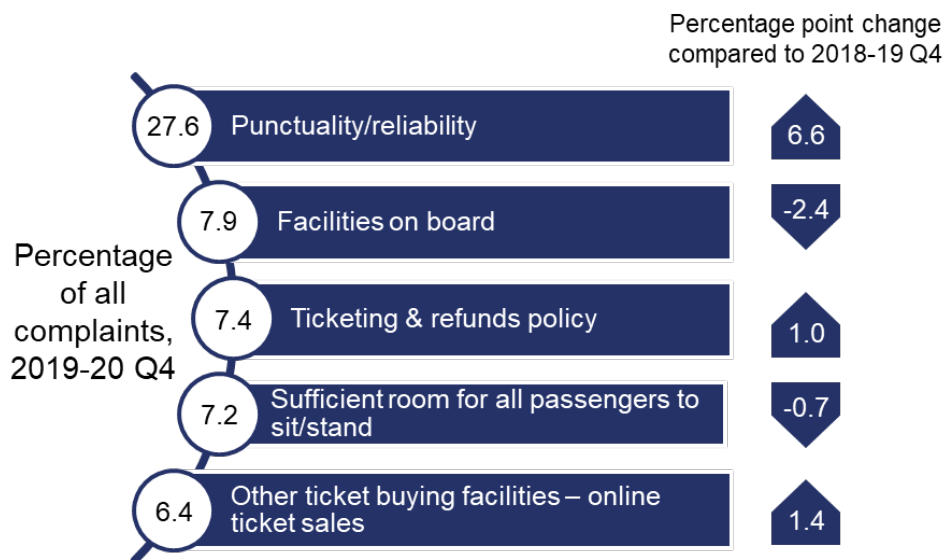 Percentage point change
compared to 2018-19 Q4
27.6 Punctuality/reliability 6.6
7.9 Facilities on board -2.4
Percentage
of all
complaints,
2019-20 Q4
7.4 Ticketing & refunds policy 1.0
7.2 Sufficient room for all passengers to
sit/stand -0.7
6.4 Other ticket buying facilities – online
ticket sales 1.4